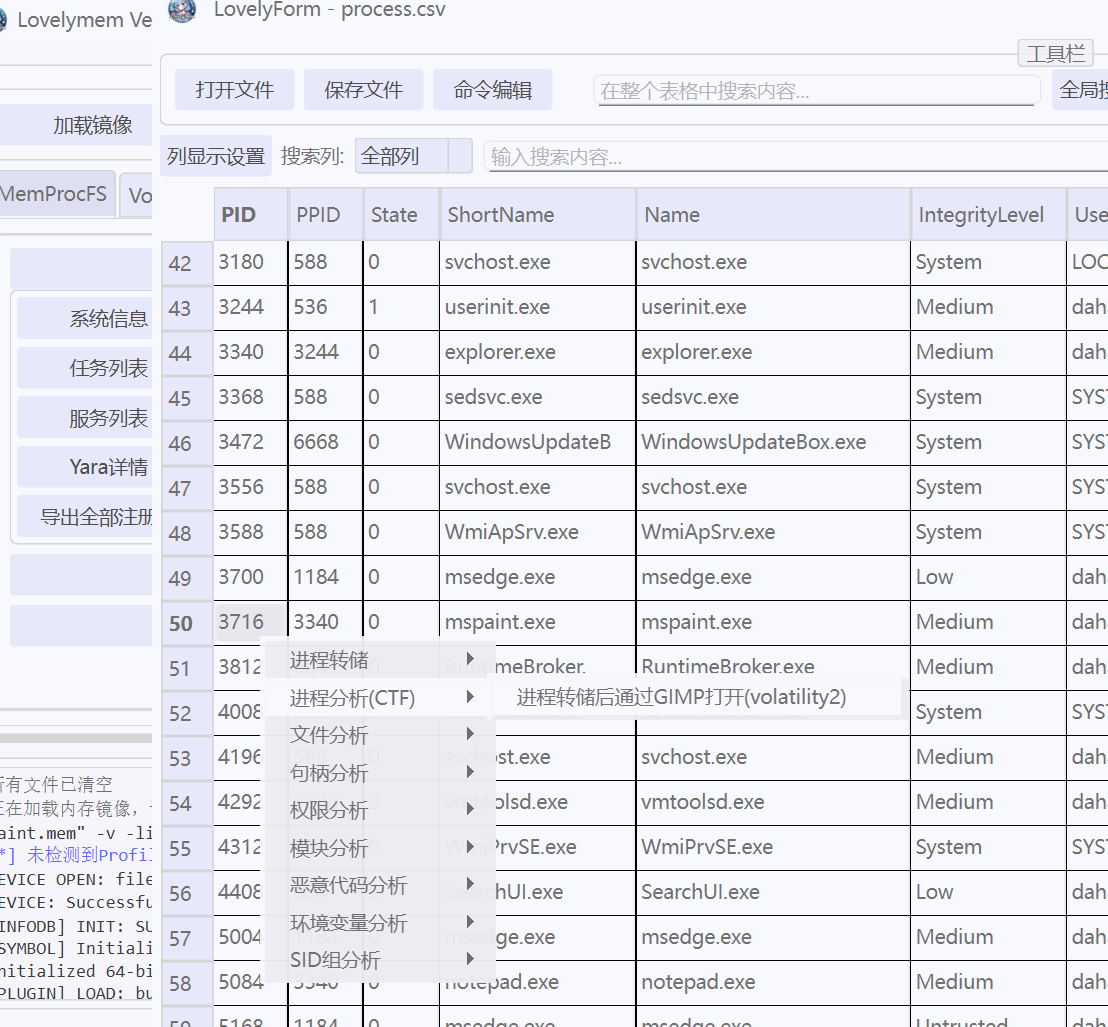 Lovelymem Ve
LovelyForm - process.csv
工具栏
打开文件 保存文件 命令编辑 在整个表格中搜索内容... 全局搜
加载镜像
列显示设置 搜索列: 全部列 输入搜索内容...
MemProcFS Vo
PID PPID State ShortName Name IntegrityLevel Use
42 3180 588 0 svchost.exe svchost.exe System LOC
43 3244 536 1 userinit.exe userinit.exe Medium dah
44 3340 3244 0 explorer.exe explorer.exe Medium dah
45 3368 588 0 sedsvc.exe sedsvc.exe System SYS
46 3472 6668 0 WindowsUpdateB WindowsUpdateBox.exe System SYS
47 3556 588 0 svchost.exe svchost.exe System SYS
48 3588 588 0 WmiApSrv.exe WmiApSrv.exe System SYS
49 3700 1184 0 msedge.exe msedge.exe Low dah
50 3716 3340 0 mspaint.exe mspaint.exe Medium dah
51 3812 RuntimeBroker. RuntimeBroker.exe Medium dah
52 4008 System SYS
53 4196 svchost.exe svchost.exe Medium dah
54 4292 vmtoolsd.exe vmtoolsd.exe Medium dah
55 4312 WmiPrvSE.exe WmiPrvSE.exe System SYS
56 4408 SearchUI.exe SearchUI.exe Low dah
57 5004 1184 msedge.exe msedge.exe Medium dah
58 5084 3340 0 notepad.exe notepad.exe Medium dah
59 5168 1184 0 msedge.exe msedge.exe Untrusted dah
系统信息
任务列表
服务列表
Yara详情
导出全部注册
进程转储
进程分析(CTF)
进程转储后通过GIMP打开(volatility2)
文件分析
句柄分析
权限分析
模块分析
恶意代码分析
环境变量分析
SID组分析
所有文件已清空
正在加载内存镜像,
aint.mem" -v -li
*] 未检测到Profil
EVICE OPEN: file
EVICE: Successfu
INFODB] INIT: SU
SYMBOL] Initiali
nitialized 64-bi
PLUGIN] LOAD: bu